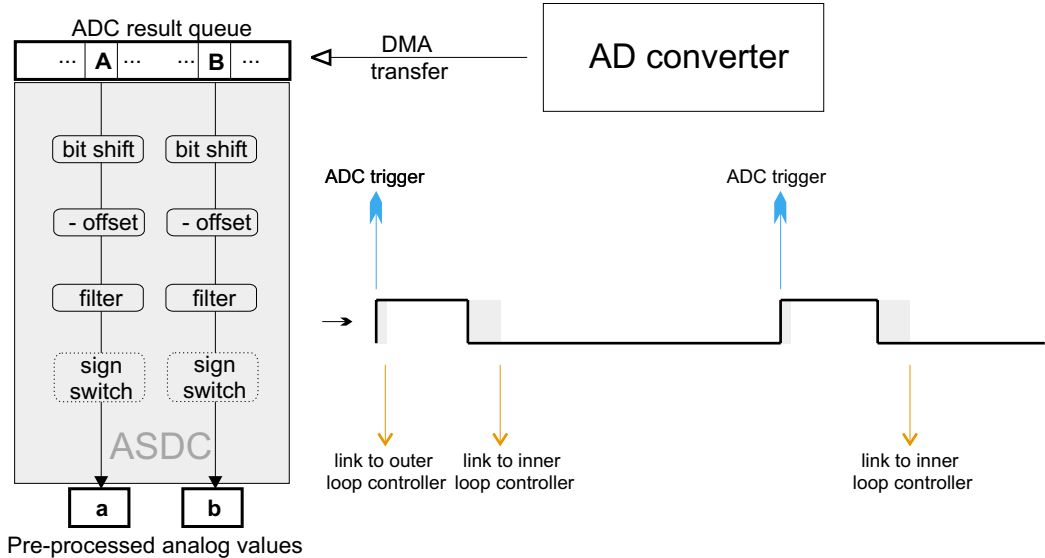 ADC result queue
... A ... ... B ...
DMA
transfer
AD converter
bit shift bit shift
- offset - offset
filter filter
sign
switch
sign
switch
ASDC
a b
Pre-processed analog values
ADC trigger
ADC trigger
link to outer
loop controller
link to inner
loop controller
link to inner
loop controller